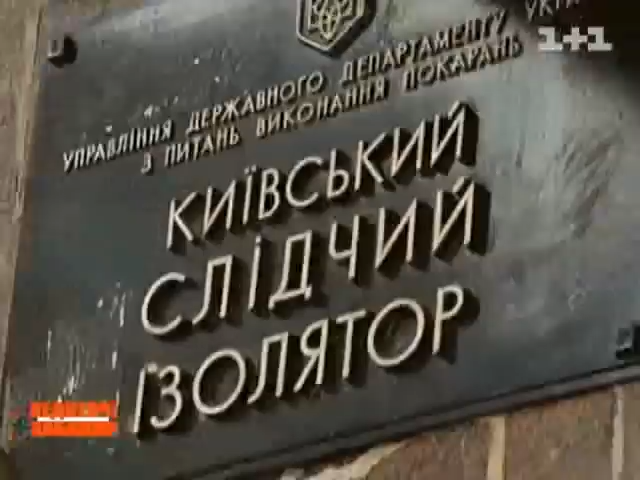 1+1
УПРАВЛІННЯ ДЕРЖАВНОГО ДЕПАРТАМЕНТУ
З ПИТАНЬ ВИКОНАННЯ ПОКАРАНЬ
КИЇВСЬКИЙ
СЛІДЧИЙ
ІЗОЛЯТОР